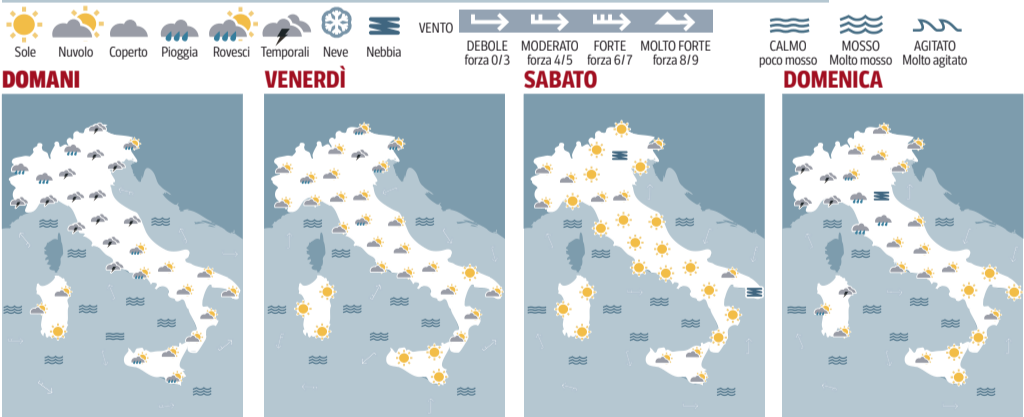 Sole Nuvolo Coperto Pioggia Rovesci Temporali Neve Nebbia
VENTO
DEBOLE MODERATO FORTE MOLTO FORTE
forza 0/3 forza 4/5 forza 6/7 forza 8/9
CALMO MOSSO AGITATO
poco mosso Molto mosso Molto agitato
DOMANI VENERDÌ SABATO DOMENICA